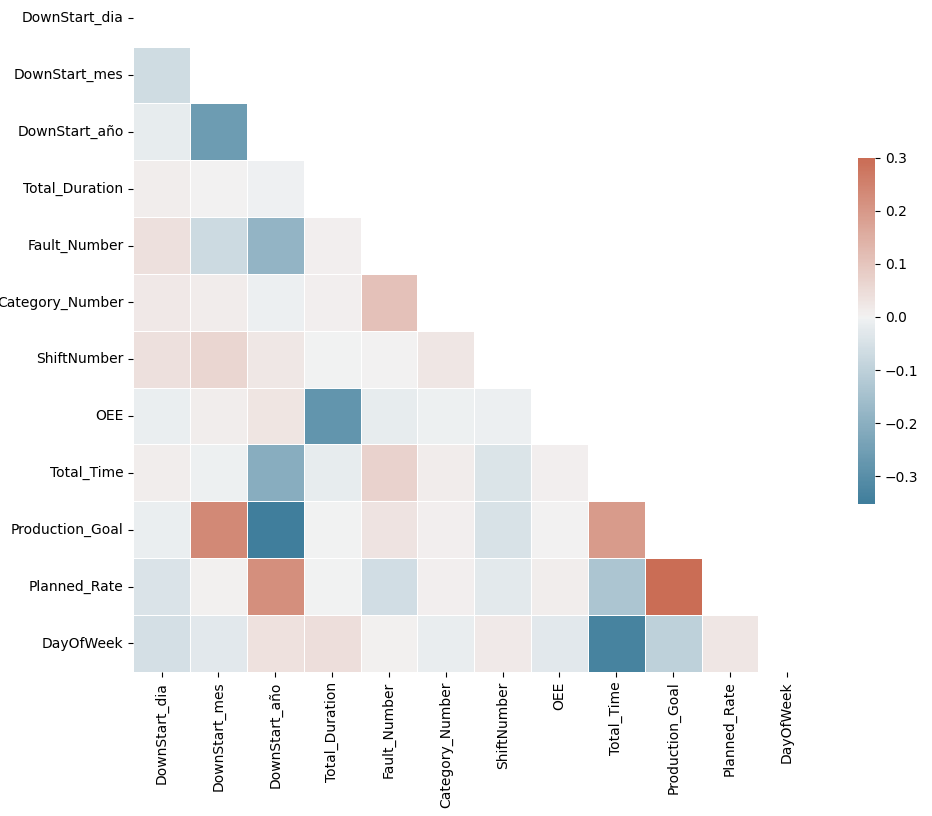 DownStart_dia
DownStart_mes
DownStart_año
Total_Duration
Fault_Number
Category_Number
ShiftNumber
OEE
Total_Time
Production_Goal
Planned_Rate
DayOfWeek
DownStart_dia
DownStart_mes
DownStart_año
Total_Duration
Fault_Number
Category_Number
ShiftNumber
OEE
Total_Time
Production_Goal
Planned_Rate
DayOfWeek
0.3
0.2
0.1
0.0
−0.1
−0.2
−0.3